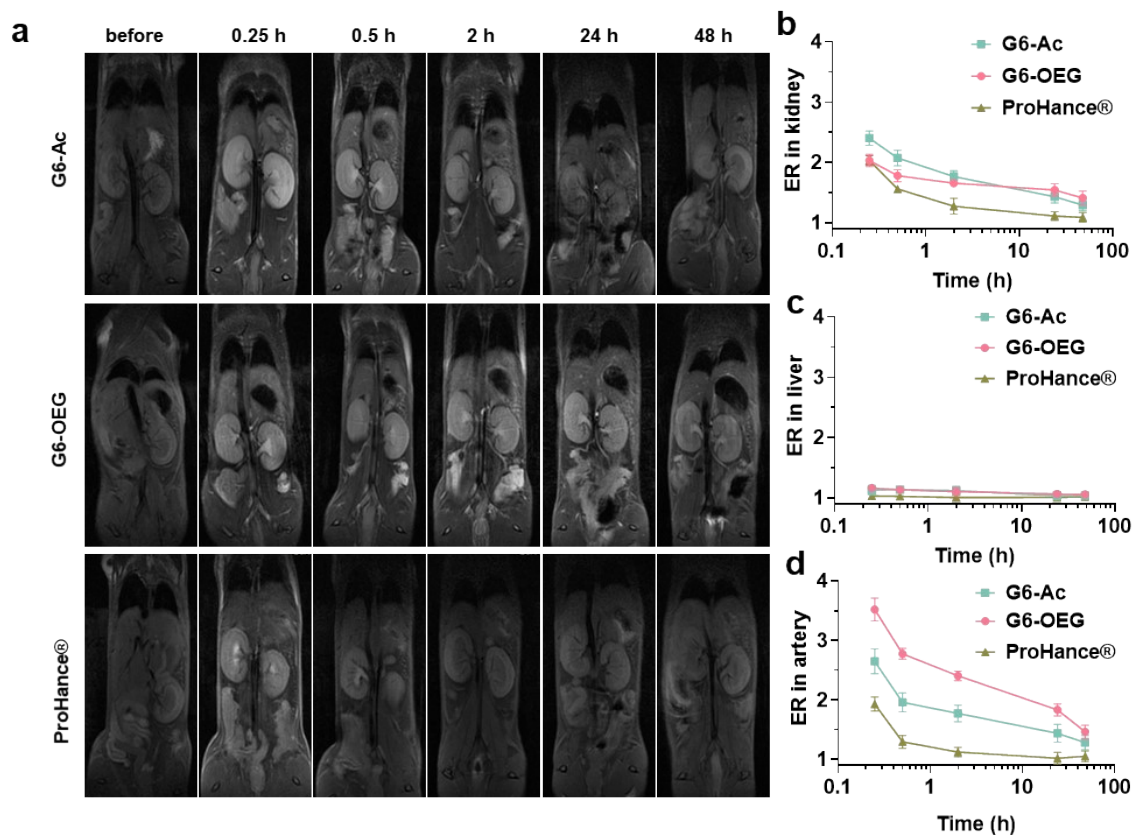 a
before 0.25 h 0.5 h 2 h 24 h 48 h
G6-Ac
G6-OEG
ProHance®
b
4
3
2
1
0.1 1 10 100
ER in kidney
Time (h)
G6-Ac
G6-OEG
ProHance®
c
4
3
2
1
0.1 1 10 100
ER in liver
Time (h)
G6-Ac
G6-OEG
ProHance®
d
4
3
2
1
0.1 1 10 100
ER in artery
Time (h)
G6-Ac
G6-OEG
ProHance®